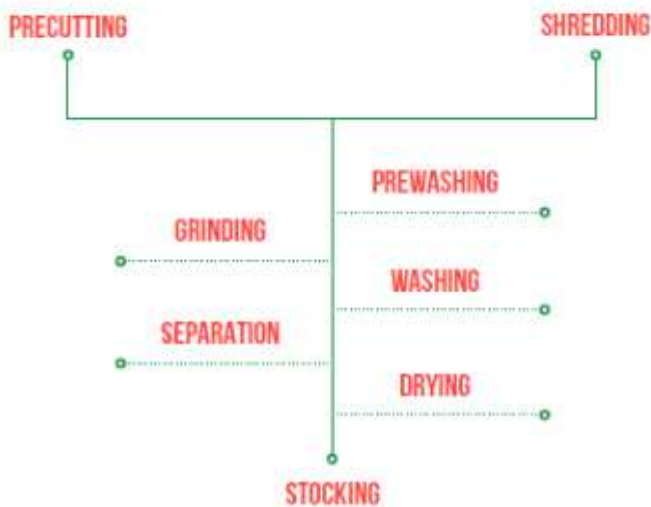 PRECUTTING
SHREDDING
PREWASHING
GRINDING
WASHING
SEPARATION
DRYING
STOCKING